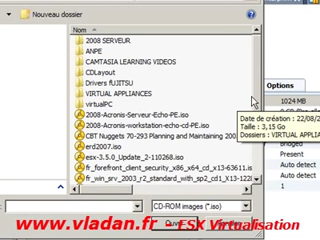 Nouveau dossier
2008 SERVEUR
ANPE
CAMTASIA LEARNING VIDEOS
CDLayout
Drivers fUJITSU
VIRTUAL APPLIANCES
virtualPC
2008-Acronis-Serveur-Echo-PE.iso
2008-Acronis-workstation-echo-cd-PE.iso
CBT Nuggets 70-293 Planning and Maintaining
erd2007.iso
esx-3.5.0_Update_2-110268.iso
fr_forefront_client_security_x86_x64_cd_x13-63611.is
fr_win_srv_2003_r2_standard_with_sp2_cd1_X13-122
Options
1024 MB
Date de création : 22/08/2
Taille : 3,15 Go
Dossiers : VIRTUAL APPLIAN
Bridged
Present
Auto detect
Auto detect
1
CD-ROM images (*.iso)
www.vladan.fr - ESX Virtualisation